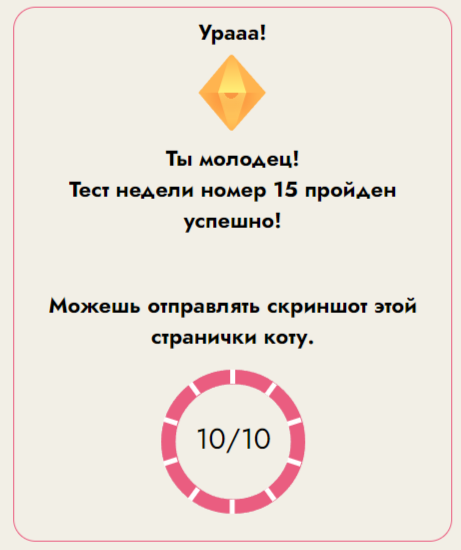 Урааа!
Ты молодец!
Тест недели номер 15 пройден
успешно!
Можешь отправлять скриншот этой
странички коту.
10/10